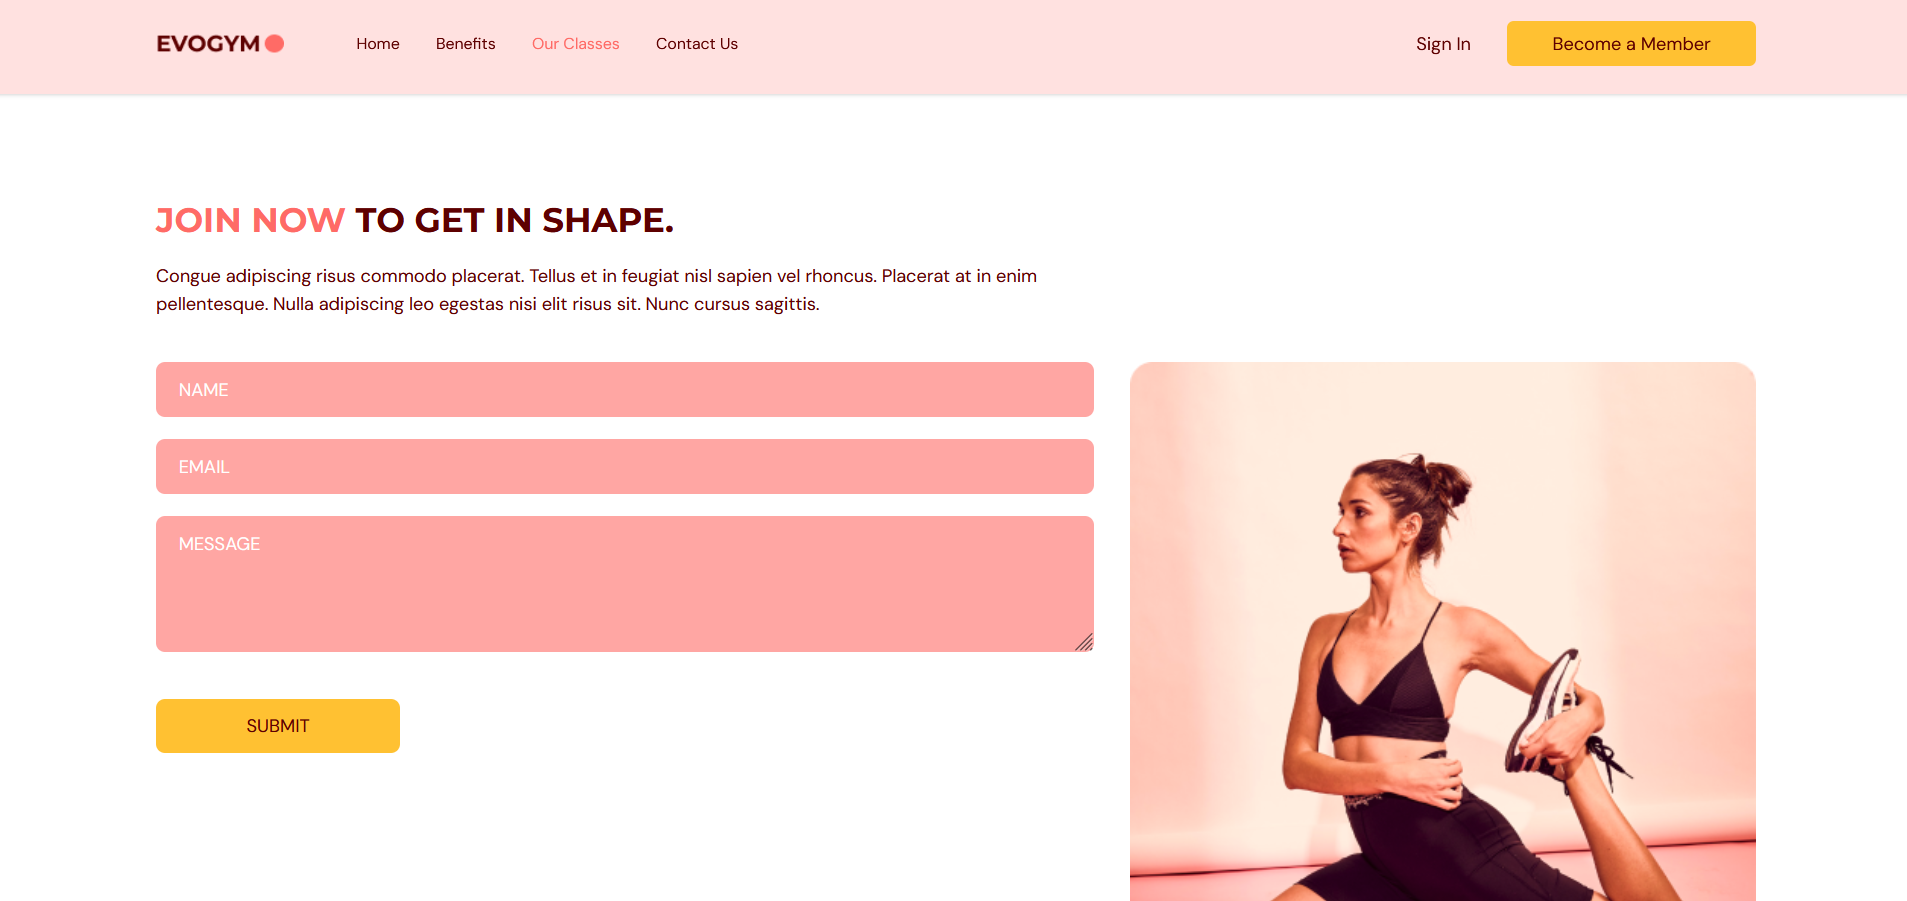 EVOGYM
Home
Benefits
Our Classes
Contact Us
Sign In
Become a Member
JOIN NOW TO GET IN SHAPE.
Congue adipiscing risus commodo placerat. Tellus et in feugiat nisl sapien vel rhoncus. Placerat at in enim
pellentesque. Nulla adipiscing leo egestas nisi elit risus sit. Nunc cursus sagittis.
NAME
EMAIL
MESSAGE
SUBMIT